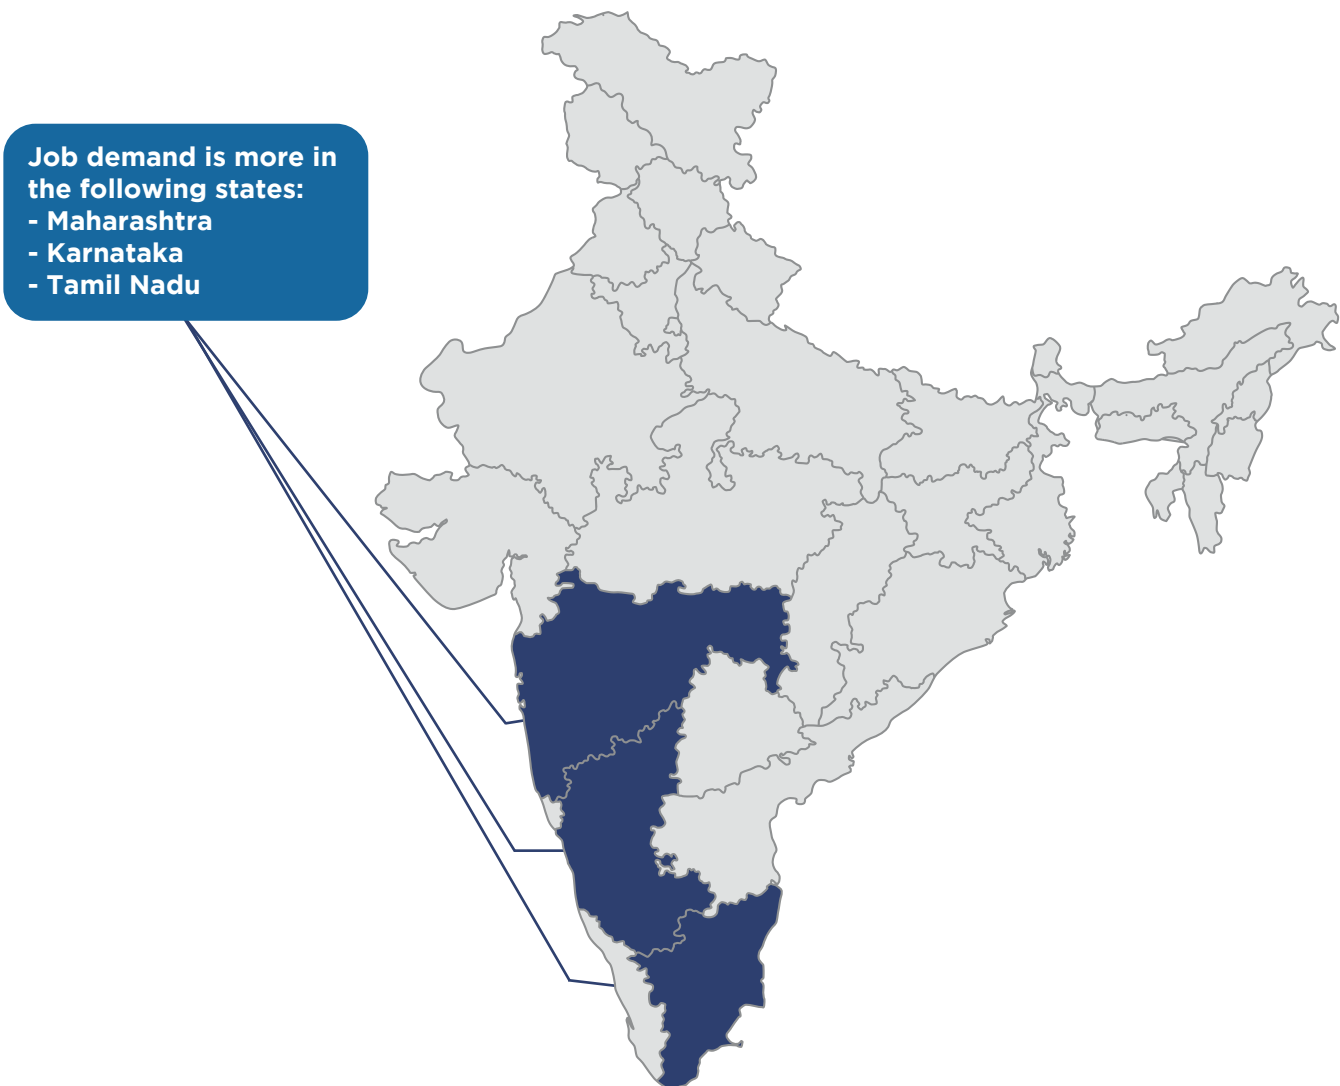 Job demand is more in
the following states:
- Maharashtra
- Karnataka
- Tamil Nadu